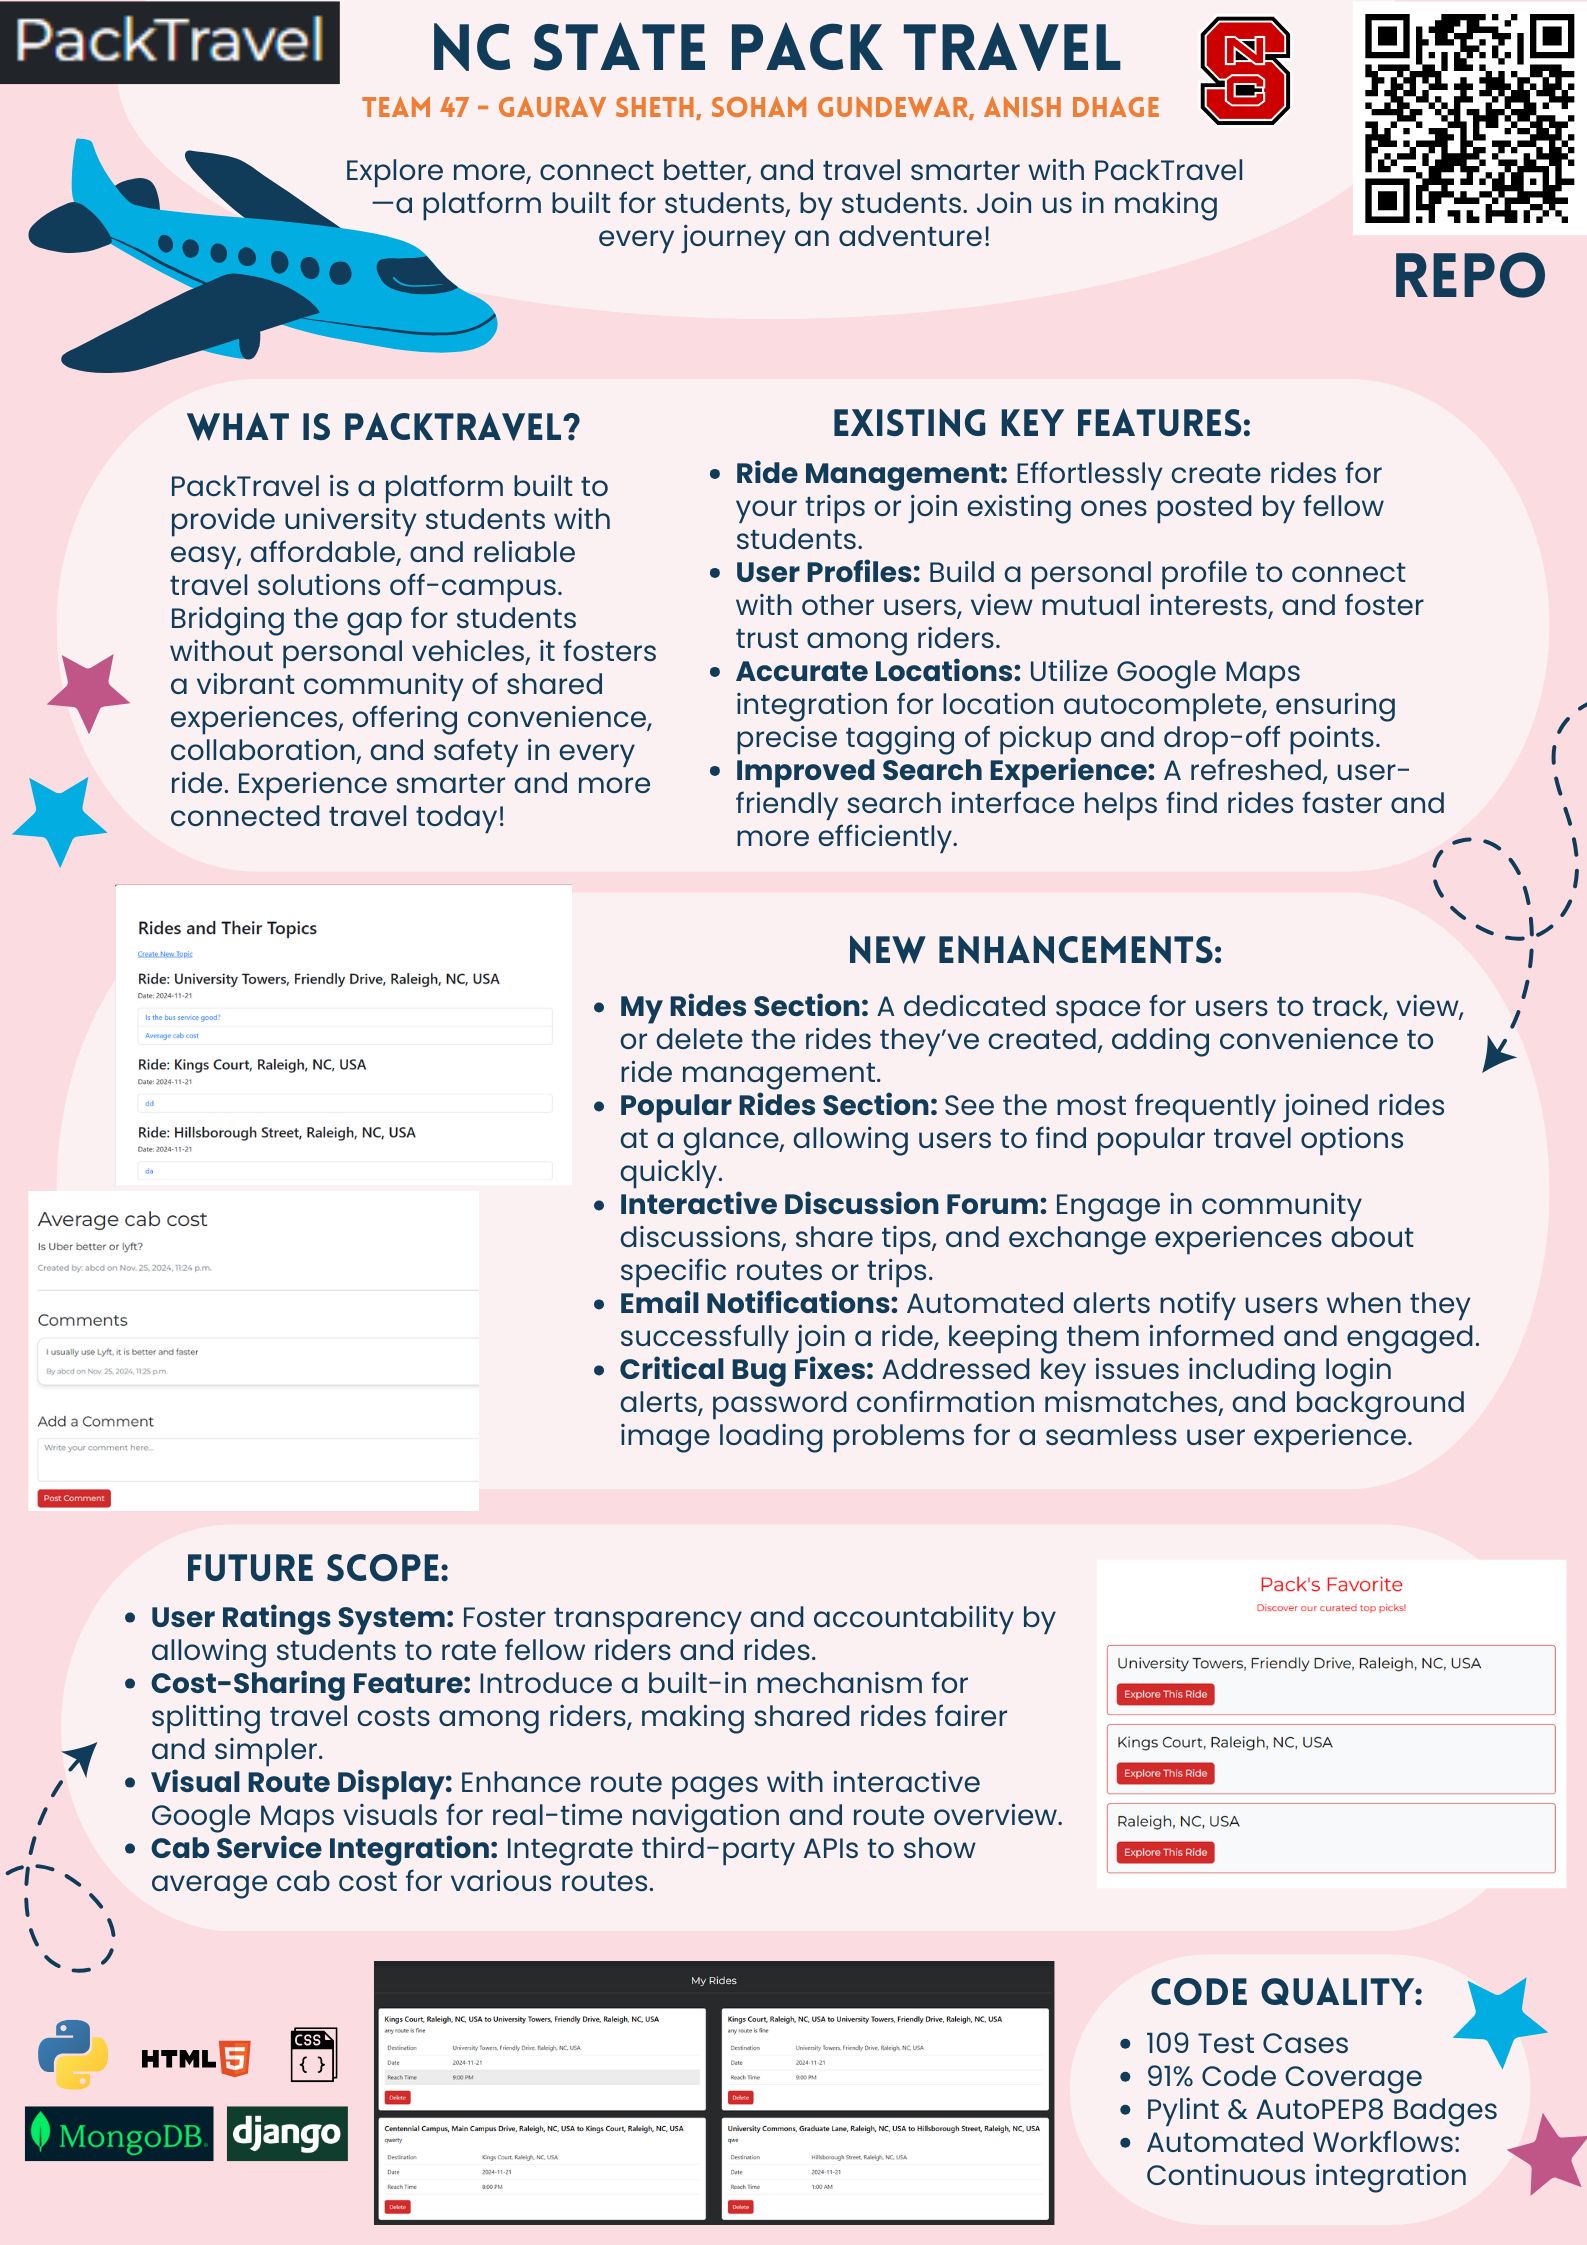 PackTravel
NC STATE PACK TRAVEL
TEAM 47 - GAURAV SHETH, SOHAM GUNDEWAR, ANISH DHAGE
NCS
Explore more, connect better, and travel smarter with PackTravel
—a platform built for students, by students. Join us in making
every journey an adventure!
REPO
WHAT IS PACKTRAVEL?
PackTravel is a platform built to
provide university students with
easy, affordable, and reliable
travel solutions off-campus.
Bridging the gap for students
without personal vehicles, it fosters
a vibrant community of shared
experiences, offering convenience,
collaboration, and safety in every
ride. Experience smarter and more
connected travel today!
EXISTING KEY FEATURES:
• Ride Management: Effortlessly create rides for
your trips or join existing ones posted by fellow
students.
• User Profiles: Build a personal profile to connect
with other users, view mutual interests, and foster
trust among riders.
• Accurate Locations: Utilize Google Maps
integration for location autocomplete, ensuring
precise tagging of pickup and drop-off points.
• Improved Search Experience: A refreshed, user-
friendly search interface helps find rides faster and
more efficiently.
Rides and Their Topics
Create New Topic
Ride: University Towers, Friendly Drive, Raleigh, NC, USA
Date: 2024-11-21
Is the bus service good?
Average cab cost
Ride: Kings Court, Raleigh, NC, USA
Date: 2024-11-21
dd
Ride: Hillsborough Street, Raleigh, NC, USA
Date: 2024-11-21
da
Average cab cost
Is Uber better or lyft?
Created by: abcd on Nov. 25, 2024, 11:24 p.m.
Comments
I usually use Lyft, it is better and faster
By abcd on Nov. 25, 2024, 11:25 p.m.
Add a Comment
Write your comment here...
Post Comment
NEW ENHANCEMENTS:
• My Rides Section: A dedicated space for users to track, view,
or delete the rides they’ve created, adding convenience to
ride management.
• Popular Rides Section: See the most frequently joined rides
at a glance, allowing users to find popular travel options
quickly.
• Interactive Discussion Forum: Engage in community
discussions, share tips, and exchange experiences about
specific routes or trips.
• Email Notifications: Automated alerts notify users when they
successfully join a ride, keeping them informed and engaged.
• Critical Bug Fixes: Addressed key issues including login
alerts, password confirmation mismatches, and background
image loading problems for a seamless user experience.
FUTURE SCOPE:
• User Ratings System: Foster transparency and accountability by
allowing students to rate fellow riders and rides.
• Cost-Sharing Feature: Introduce a built-in mechanism for
splitting travel costs among riders, making shared rides fairer
and simpler.
• Visual Route Display: Enhance route pages with interactive
Google Maps visuals for real-time navigation and route overview.
• Cab Service Integration: Integrate third-party APIs to show
average cab cost for various routes.
Pack's Favorite
Discover our curated top picks!
University Towers, Friendly Drive, Raleigh, NC, USA
Explore This Ride
Kings Court, Raleigh, NC, USA
Explore This Ride
Raleigh, NC, USA
Explore This Ride
HTML 5
CSS
{ }
MongoDB.
django
My Rides
Kings Court, Raleigh, NC, USA to University Towers, Friendly Drive, Raleigh, NC, USA
any route is fine
Destination University Towers, Friendly Drive, Raleigh, NC, USA
Date 2024-11-21
Reach Time 9:00 PM
Delete
Kings Court, Raleigh, NC, USA to University Towers, Friendly Drive, Raleigh, NC, USA
any route is fine
Destination University Towers, Friendly Drive, Raleigh, NC, USA
Date 2024-11-21
Reach Time 9:00 PM
Delete
Centennial Campus, Main Campus Drive, Raleigh, NC, USA to Kings Court, Raleigh, NC, USA
qwerty
Destination Kings Court, Raleigh, NC, USA
Date 2024-11-21
Reach Time 8:00 PM
Delete
University Commons, Graduate Lane, Raleigh, NC, USA to Hillsborough Street, Raleigh, NC, USA
qwe
Destination Hillsborough Street, Raleigh, NC, USA
Date 2024-11-21
Reach Time 1:00 AM
Delete
CODE QUALITY:
• 109 Test Cases
• 91% Code Coverage
• Pylint & AutoPEP8 Badges
• Automated Workflows:
Continuous integration